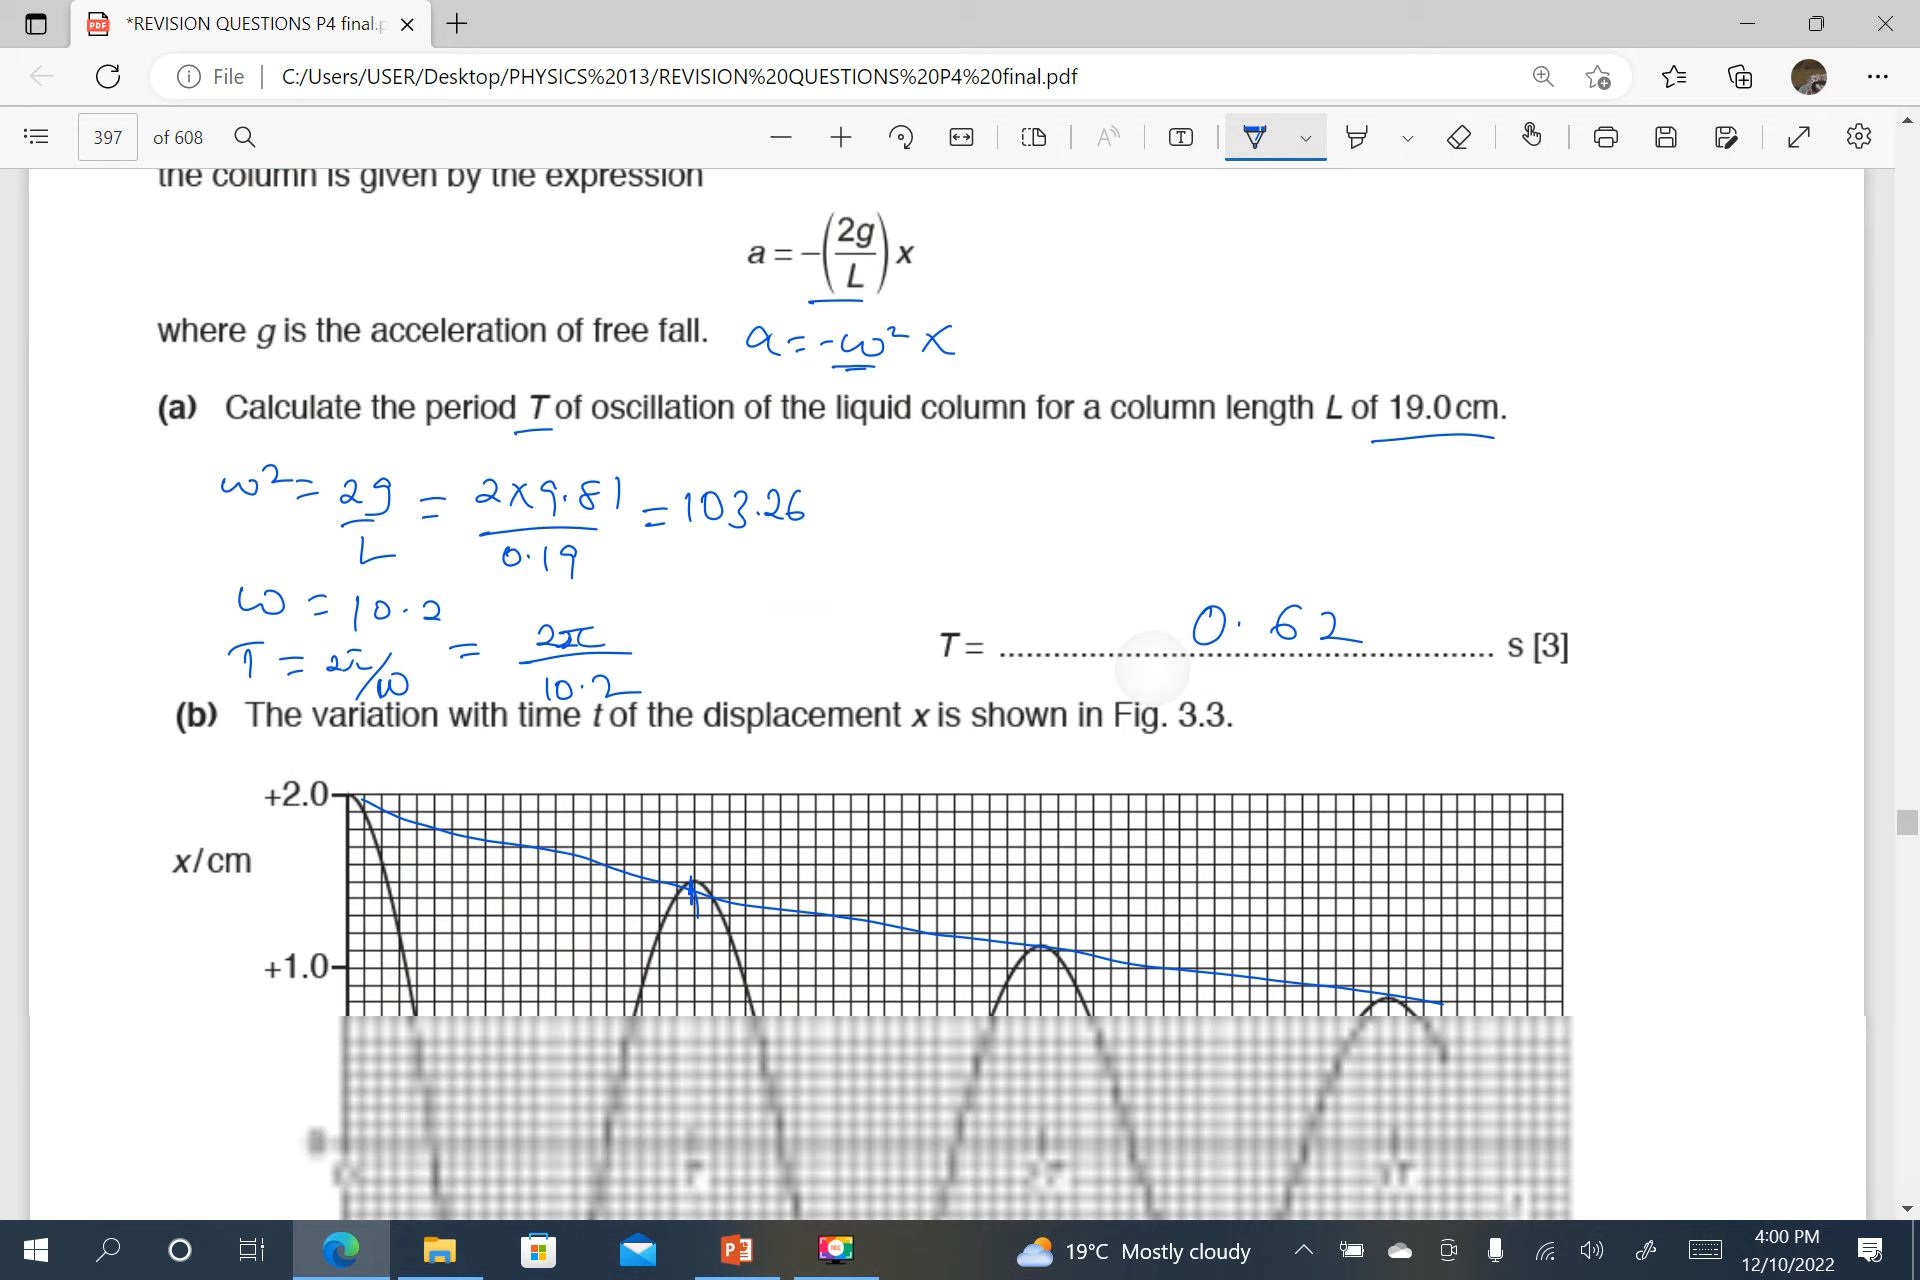 *REVISION QUESTIONS P4 final.p
File C:/Users/USER/Desktop/PHYSICS%2013/REVISION%20QUESTIONS%20P4%20final.pdf
397 of 608
the column is given by the expression
a = −(2g/L) x
where g is the acceleration of free fall. a = -ω² x
(a) Calculate the period T of oscillation of the liquid column for a column length L of 19.0 cm.
ω² = 2g/L = 2×9.81/0.19 = 103.26
ω = 10.2
T = 2π/ω = 2π/10.2
T = 0.62 s [3]
(b) The variation with time t of the displacement x is shown in Fig. 3.3.
+2.0
x/cm
+1.0
19°C Mostly cloudy
4:00 PM
12/10/2022